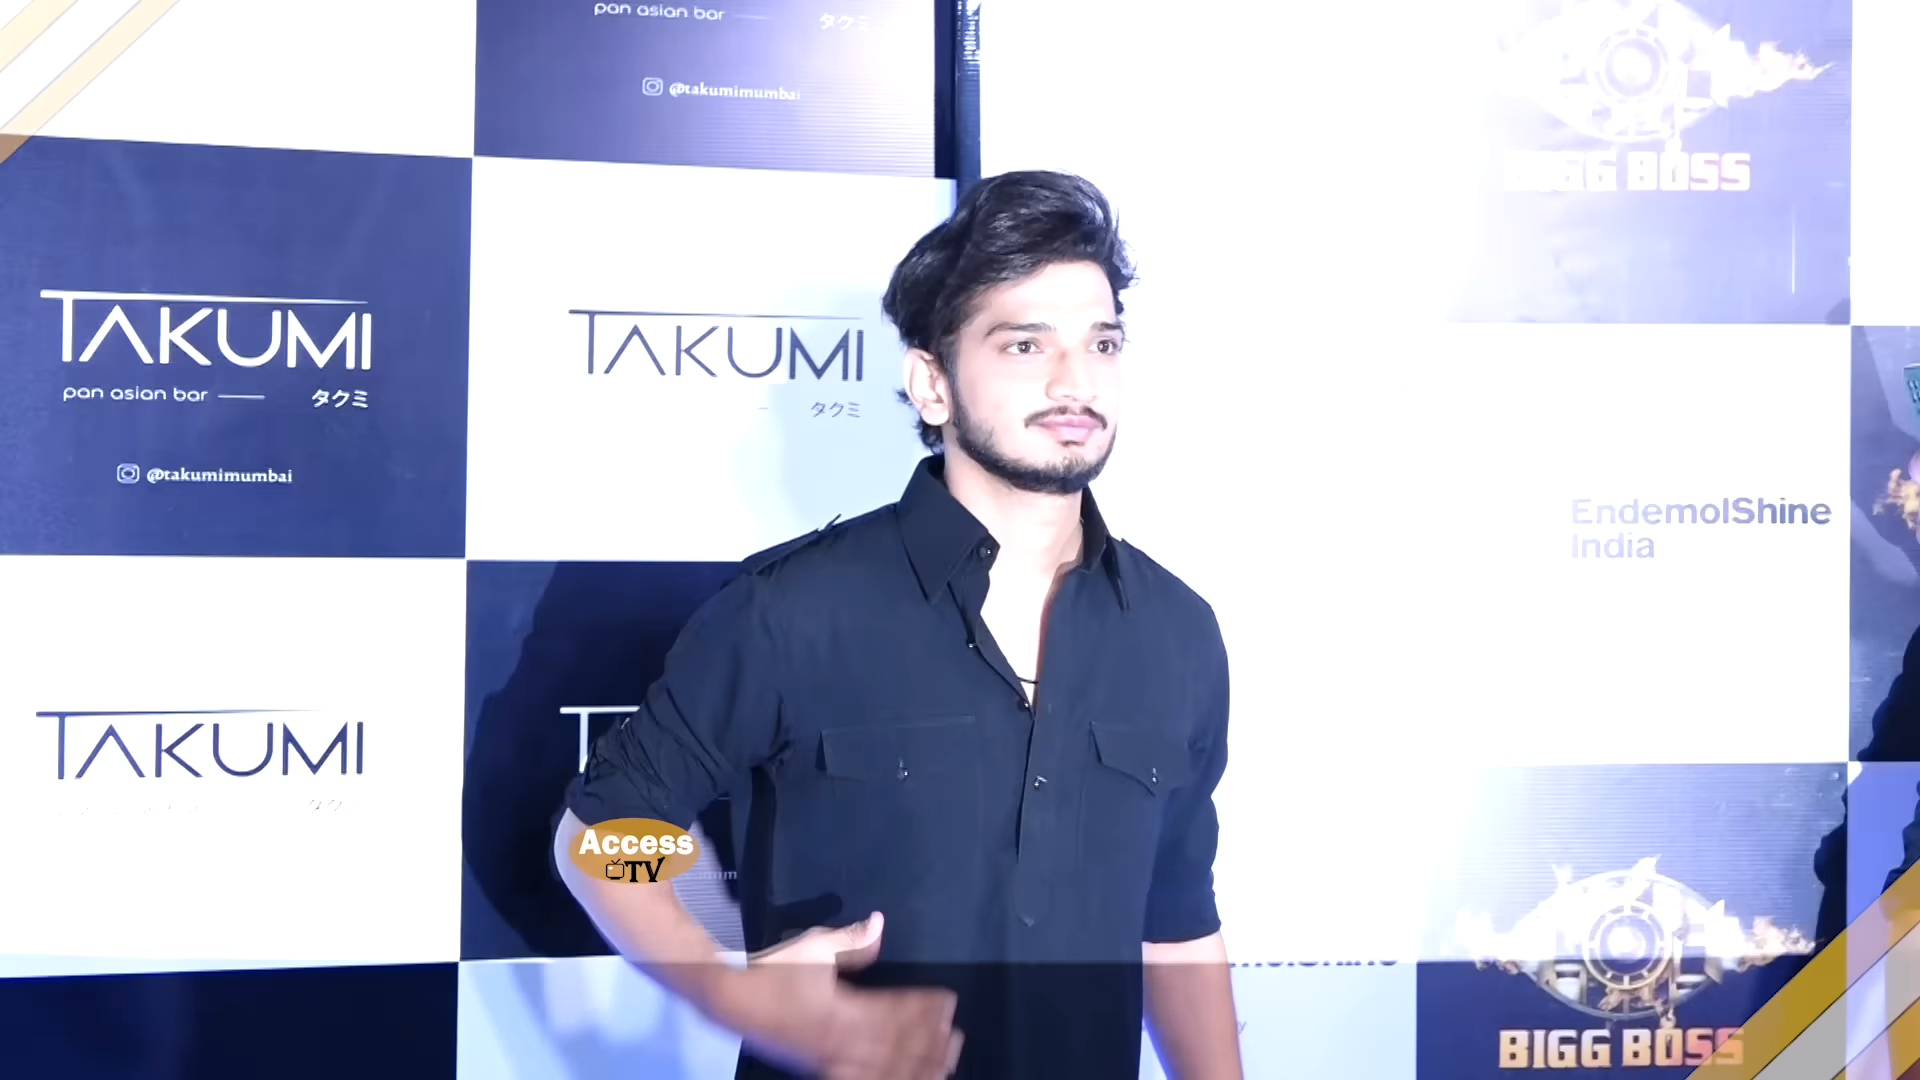 pan asian bar
タクミ
@takumimumbai
BIGG BOSS
TAKUMI
pan asian bar
タクミ
@takumimumbai
TAKUMI
タクミ
EndemolShine
India
TAKUMI
Access
TV
BIGG BOSS